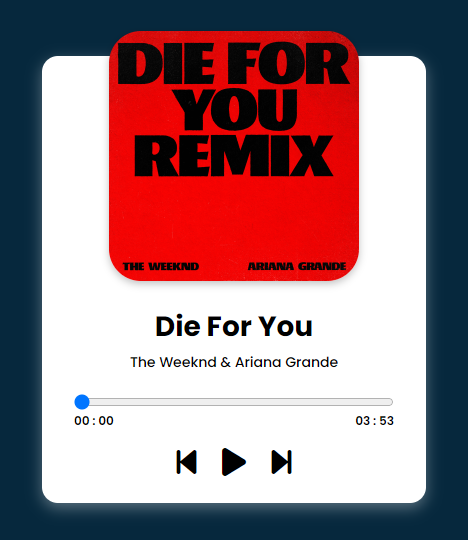 DIE FOR
YOU
REMIX
THE WEEKND ARIANA GRANDE
Die For You
The Weeknd & Ariana Grande
00 : 00 03 : 53